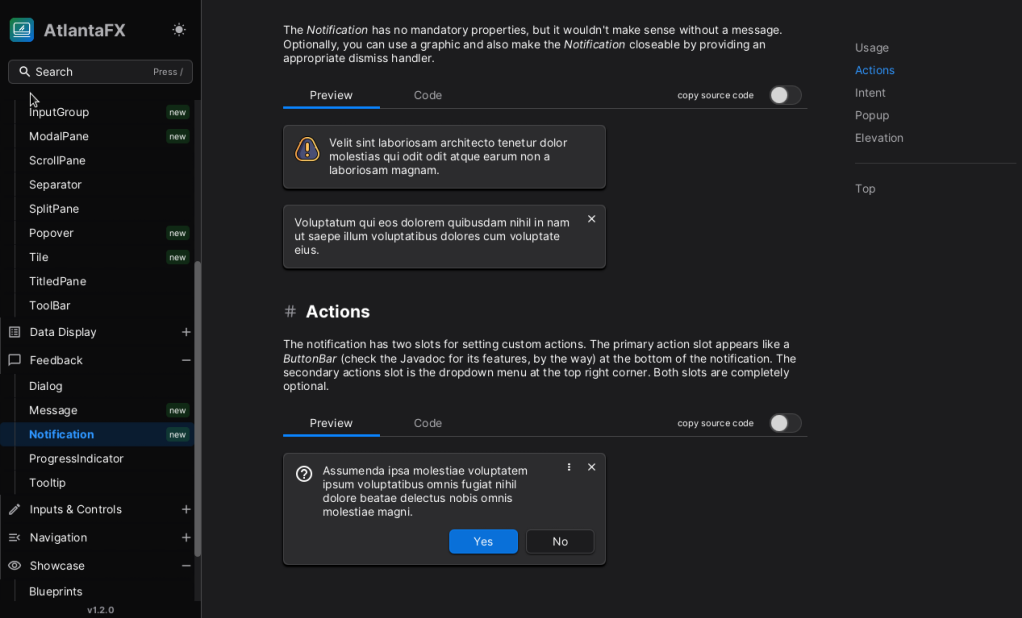 AtlantaFX
Search
Press /
InputGroup
new
ModalPane
new
ScrollPane
Separator
SplitPane
Popover
new
Tile
new
TitledPane
ToolBar
Data Display
Feedback
Dialog
Message
new
Notification
new
ProgressIndicator
Tooltip
Inputs & Controls
Navigation
Showcase
Blueprints
v1.2.0
The Notification has no mandatory properties, but it wouldn't make sense without a message.
Optionally, you can use a graphic and also make the Notification closeable by providing an
appropriate dismiss handler.
Preview
Code
copy source code
Velit sint laboriosam architecto tenetur dolor
molestias qui odit odit atque earum non a
laboriosam magnam.
Voluptatum qui eos dolorem quibusdam nihil in nam
ut saepe illum voluptatibus dolores cum voluptate
eius.
# Actions
The notification has two slots for setting custom actions. The primary action slot appears like a
ButtonBar (check the Javadoc for its features, by the way) at the bottom of the notification. The
secondary actions slot is the dropdown menu at the top right corner. Both slots are completely
optional.
Preview
Code
copy source code
Assumenda ipsa molestiae voluptatem
ipsum voluptatibus omnis fugiat nihil
dolore beatae delectus nobis omnis
molestiae magni.
Yes
No
Usage
Actions
Intent
Popup
Elevation
Top